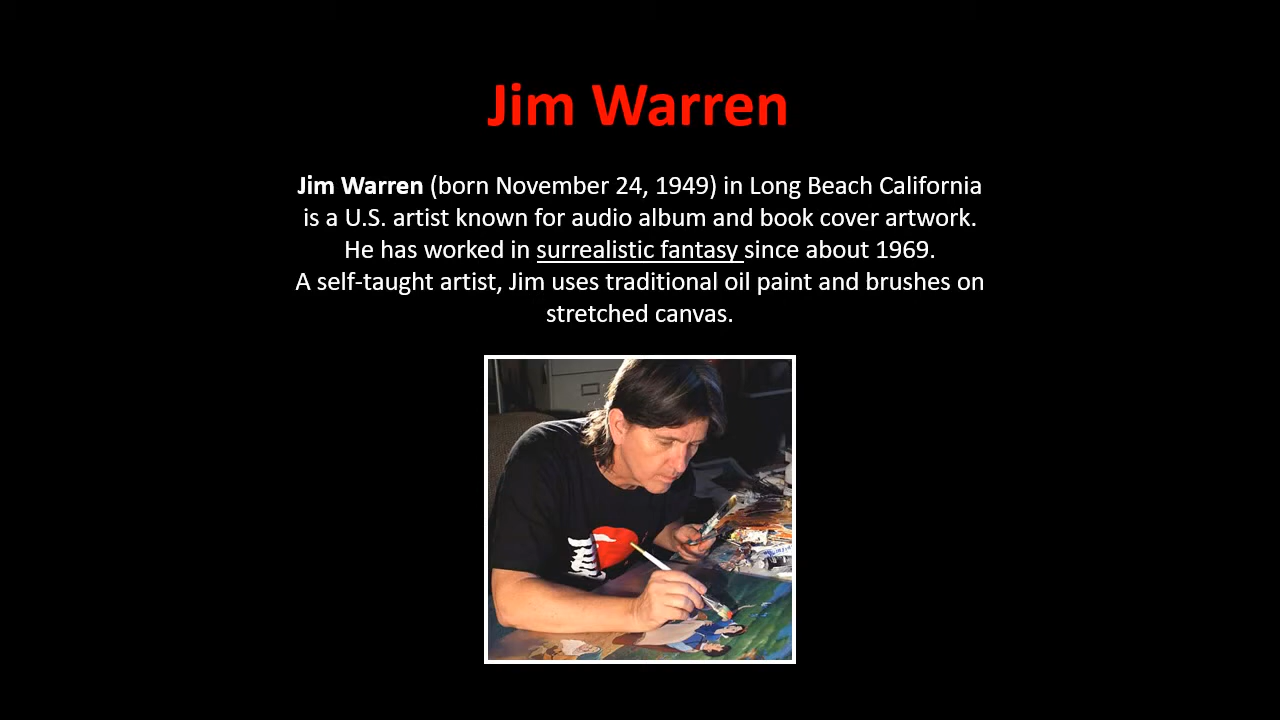 Jim Warren
Jim Warren (born November 24, 1949) in Long Beach California
is a U.S. artist known for audio album and book cover artwork.
He has worked in surrealistic fantasy since about 1969.
A self-taught artist, Jim uses traditional oil paint and brushes on
stretched canvas.